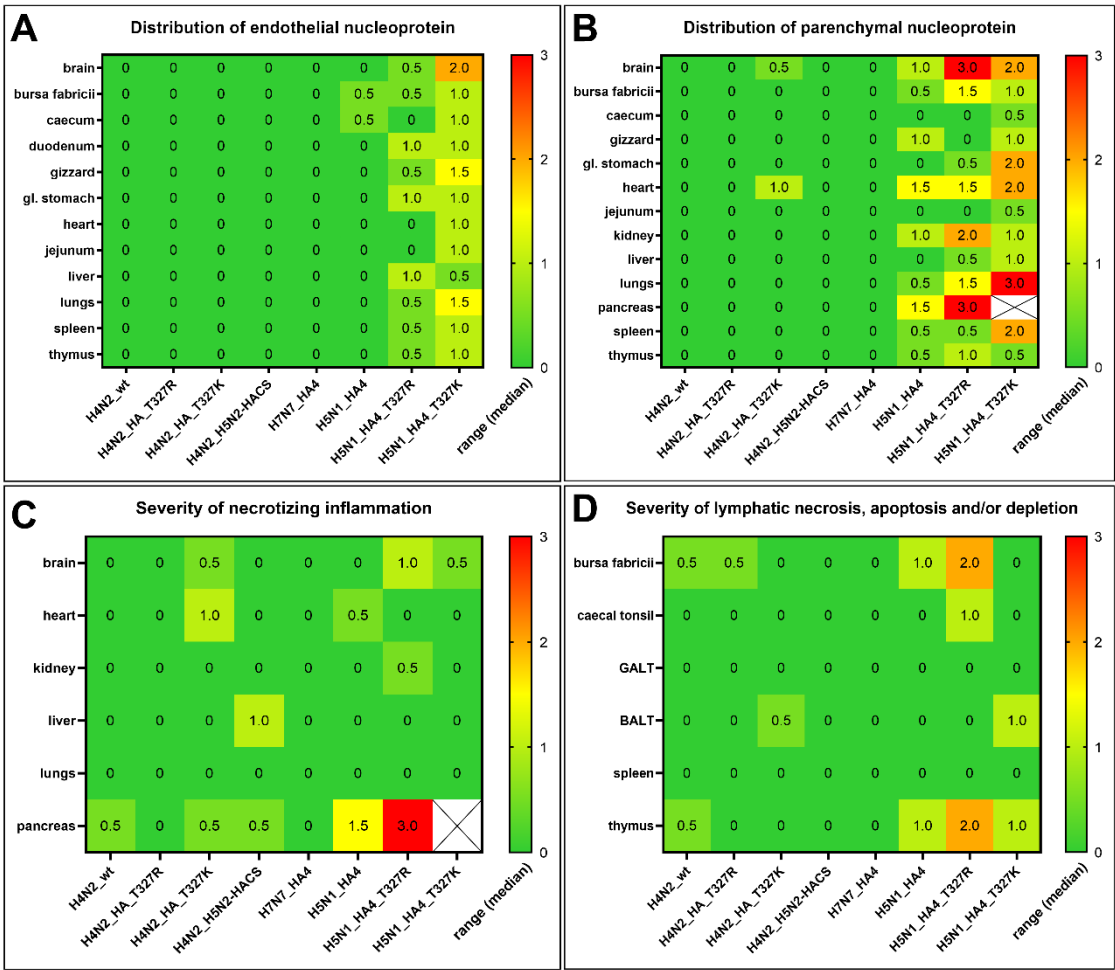 A
Distribution of endothelial nucleoprotein
brain 0 0 0 0 0 0 0.5 2.0
bursa fabricii 0 0 0 0 0 0.5 0.5 1.0
caecum 0 0 0 0 0 0.5 0 1.0
duodenum 0 0 0 0 0 0 1.0 1.0
gizzard 0 0 0 0 0 0 0.5 1.5
gl. stomach 0 0 0 0 0 0 1.0 1.0
heart 0 0 0 0 0 0 0 1.0
jejunum 0 0 0 0 0 0 0 1.0
liver 0 0 0 0 0 0 1.0 0.5
lungs 0 0 0 0 0 0 0.5 1.5
spleen 0 0 0 0 0 0 0.5 1.0
thymus 0 0 0 0 0 0 0.5 1.0
H4N2_wt
H4N2_HA_T327R
H4N2_HA_T327K
H4N2_H5N2-HACS
H7N7_HA4
H5N1_HA4
H5N1_HA4_T327R
H5N1_HA4_T327K
range (median)
3
2
1
0
B
Distribution of parenchymal nucleoprotein
brain 0 0 0.5 0 0 1.0 3.0 2.0
bursa fabricii 0 0 0 0 0 0.5 1.5 1.0
caecum 0 0 0 0 0 0 0 0.5
gizzard 0 0 0 0 0 1.0 0 1.0
gl. stomach 0 0 0 0 0 0 0.5 2.0
heart 0 0 1.0 0 0 1.5 1.5 2.0
jejunum 0 0 0 0 0 0 0 0.5
kidney 0 0 0 0 0 1.0 2.0 1.0
liver 0 0 0 0 0 0 0.5 1.0
lungs 0 0 0 0 0 0.5 1.5 3.0
pancreas 0 0 0 0 0 1.5 3.0
spleen 0 0 0 0 0 0.5 0.5 2.0
thymus 0 0 0 0 0 0.5 1.0 0.5
H4N2_wt
H4N2_HA_T327R
H4N2_HA_T327K
H4N2_H5N2-HACS
H7N7_HA4
H5N1_HA4
H5N1_HA4_T327R
H5N1_HA4_T327K
range (median)
3
2
1
0
C
Severity of necrotizing inflammation
brain 0 0 0.5 0 0 0 1.0 0.5
heart 0 0 1.0 0 0 0.5 0 0
kidney 0 0 0 0 0 0 0.5 0
liver 0 0 0 1.0 0 0 0 0
lungs 0 0 0 0 0 0 0 0
pancreas 0.5 0 0.5 0.5 0 1.5 3.0
H4N2_wt
H4N2_HA_T327R
H4N2_HA_T327K
H4N2_H5N2-HACS
H7N7_HA4
H5N1_HA4
H5N1_HA4_T327R
H5N1_HA4_T327K
range (median)
3
2
1
0
D
Severity of lymphatic necrosis, apoptosis and/or depletion
bursa fabricii 0.5 0.5 0 0 0 1.0 2.0 0
caecal tonsil 0 0 0 0 0 0 1.0 0
GALT 0 0 0 0 0 0 0 0
BALT 0 0 0.5 0 0 0 0 1.0
spleen 0 0 0 0 0 0 0 0
thymus 0.5 0 0 0 0 1.0 2.0 1.0
H4N2_wt
H4N2_HA_T327R
H4N2_HA_T327K
H4N2_H5N2-HACS
H7N7_HA4
H5N1_HA4
H5N1_HA4_T327R
H5N1_HA4_T327K
range (median)
3
2
1
0